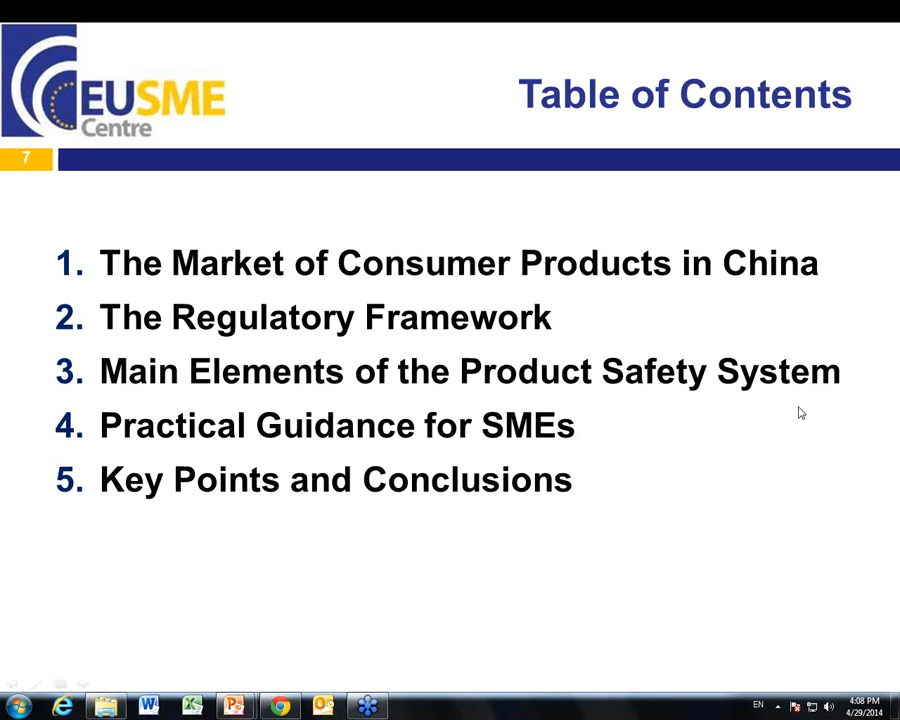 EUSME
Centre
Table of Contents
7
1. The Market of Consumer Products in China
2. The Regulatory Framework
3. Main Elements of the Product Safety System
4. Practical Guidance for SMEs
5. Key Points and Conclusions
EN
4:08 PM
4/29/2014